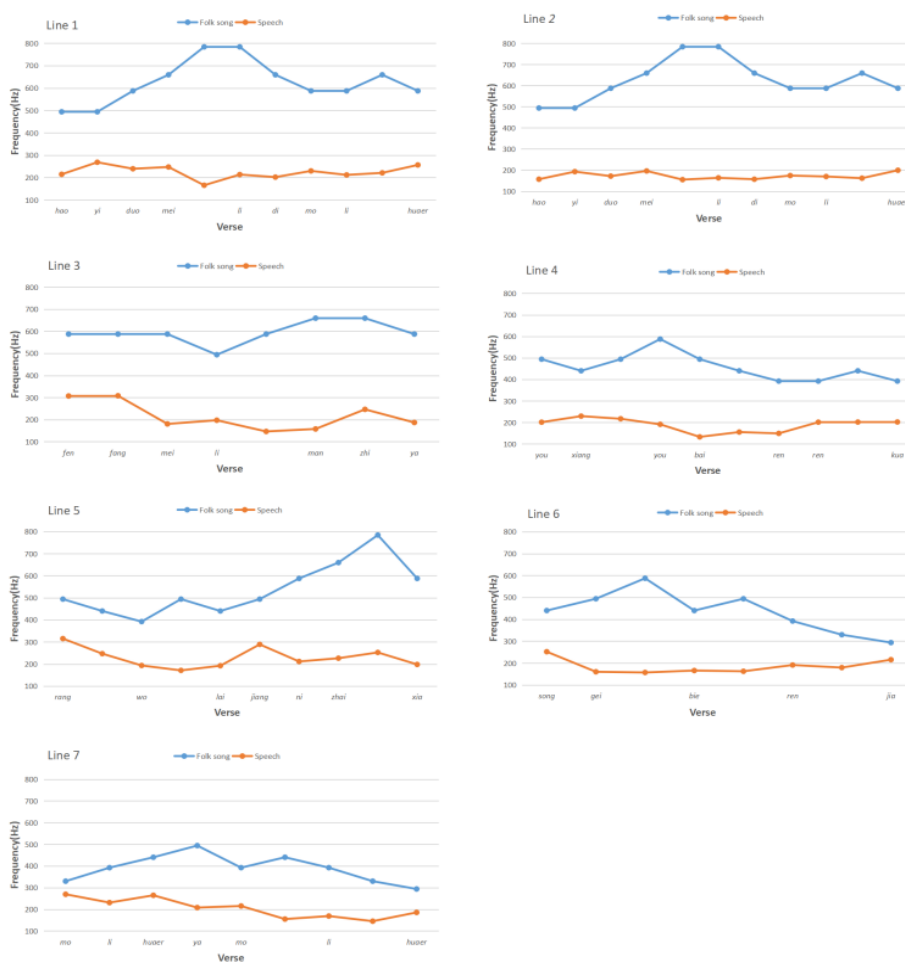 Line 1
Folk song Speech
Frequency(Hz)
800
700
600
500
400
300
200
100
hao yi duo mei li di mo li huaer
Verse
Line 2
Folk song Speech
Frequency(Hz)
800
700
600
500
400
300
200
100
hao yi duo mei li di mo li huaer
Verse
Line 3
Folk song Speech
Frequency(Hz)
800
700
600
500
400
300
200
100
fen fang mei li man zhi ya
Verse
Line 4
Folk song Speech
Frequency(Hz)
800
700
600
500
400
300
200
100
you xiang you bai ren ren kua
Verse
Line 5
Folk song Speech
Frequency(Hz)
800
700
600
500
400
300
200
100
rang wo lai jiang ni zhai xia
Verse
Line 6
Folk song Speech
Frequency(Hz)
800
700
600
500
400
300
200
100
song gei bie ren jia
Verse
Line 7
Folk song Speech
Frequency(Hz)
800
700
600
500
400
300
200
100
mo li huaer ya mo li huaer
Verse